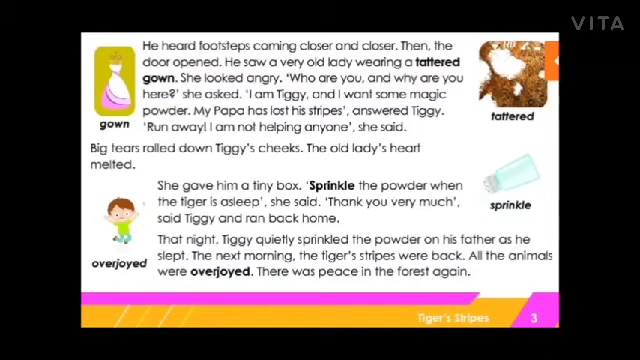 VITA
He heard footsteps coming closer and closer. Then, the
door opened. He saw a very old lady wearing a tattered
gown. She looked angry. 'Who are you, and why are you
here?' she asked. 'I am Tiggy, and I want some magic
powder. My Papa has lost his stripes', answered Tiggy.
'Run away! I am not helping anyone', she said.
gown
tattered
Big tears rolled down Tiggy's cheeks. The old lady's heart
melted.
She gave him a tiny box. 'Sprinkle the powder when
the tiger is asleep', she said. 'Thank you very much',
said Tiggy and ran back home.
sprinkle
That night, Tiggy quietly sprinkled the powder on his father as he
slept. The next morning, the tiger's stripes were back. All the animals
were overjoyed. There was peace in the forest again.
overjoyed
Tiger's Stripes
3